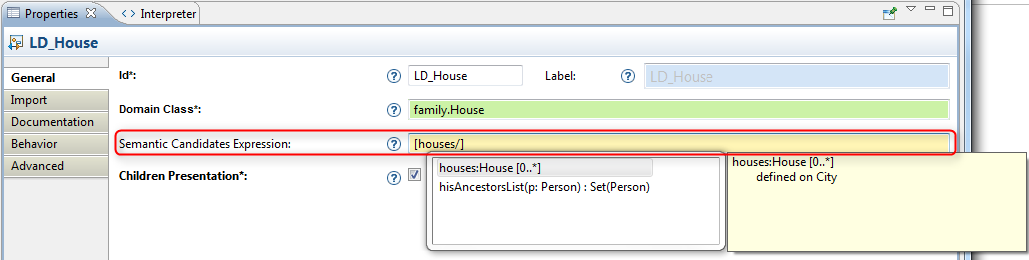 Properties Interpreter
LD_House
General
Import
Documentation
Behavior
Advanced
Id*: LD_House Label: LD_House
Domain Class*: family.House
Semantic Candidates Expression: [houses/]
Children Presentation*:
houses:House [0..*]
hisAncestorsList(p: Person) : Set(Person)
houses:House [0..*]
defined on City